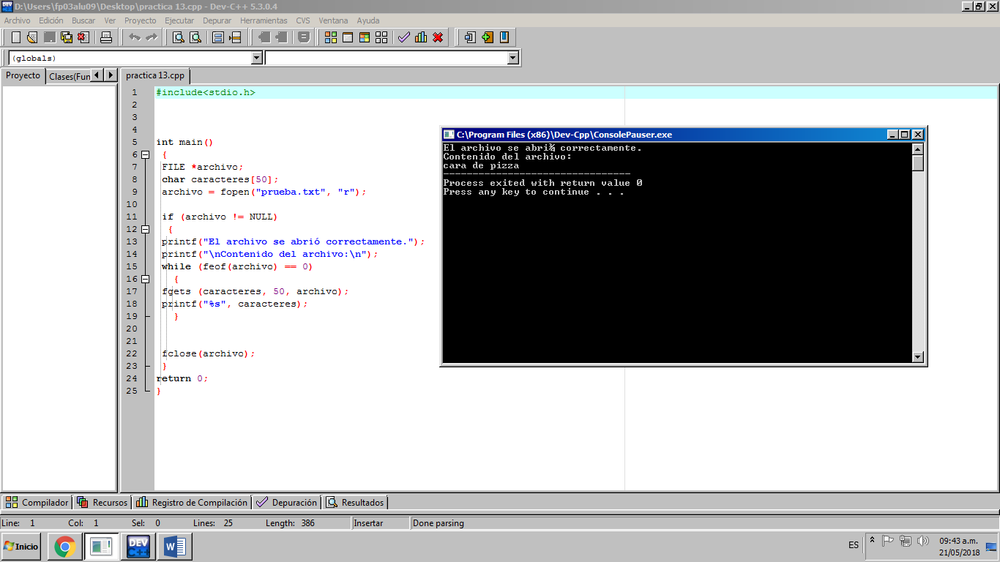 D:\Users\fp03alu09\Desktop\practica 13.cpp - Dev-C++ 5.3.0.4
Archivo Edición Buscar Ver Proyecto Ejecutar Depurar Herramientas CVS Ventana Ayuda
(globals)
Proyecto Clases(Fun practica 13.cpp
1 #include<stdio.h>
2
3
4
5 int main()
6 {
7 FILE *archivo;
8 char caracteres[50];
9 archivo = fopen("prueba.txt", "r");
10
11 if (archivo != NULL)
12 {
13 printf("El archivo se abrió correctamente.");
14 printf("\nContenido del archivo:\n");
15 while (feof(archivo) == 0)
16 {
17 fgets (caracteres, 50, archivo);
18 printf("%s", caracteres);
19 }
20
21
22 fclose(archivo);
23 }
24 return 0;
25 }
C:\Program Files (x86)\Dev-Cpp\ConsolePauser.exe
El archivo se abri¾ correctamente.
Contenido del archivo:
cara de pizza
--------------------------------
Process exited with return value 0
Press any key to continue . . .
Compilador Recursos Registro de Compilación Depuración Resultados
Line: 1 Col: 1 Sel: 0 Lines: 25 Length: 386 Insertar Done parsing
Inicio DEV C++ W ES 09:43 a.m.
21/05/2018